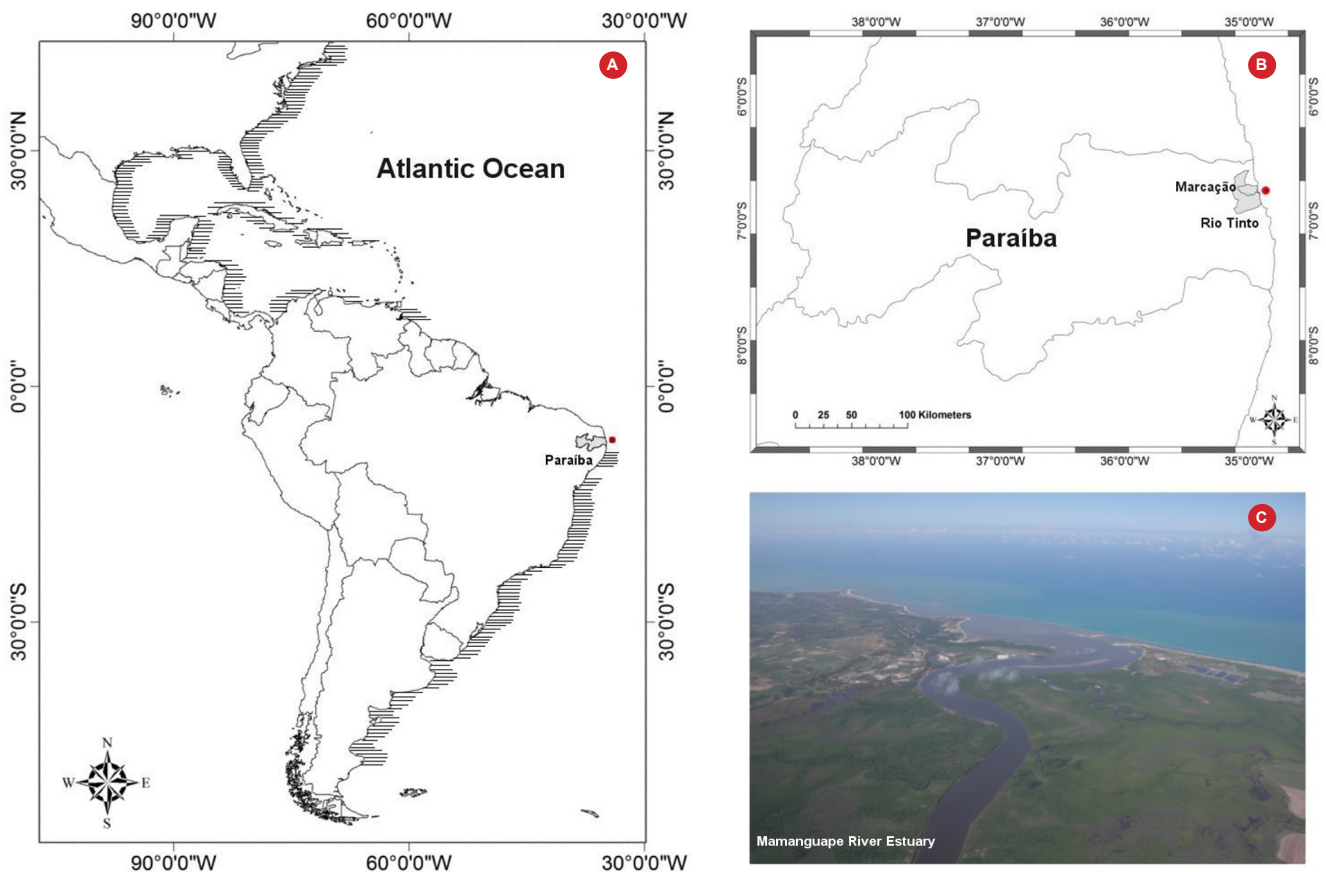 90°0'0"W 60°0'0"W 30°0'0"W
A
30°0'0"N
30°0'0"N
Atlantic Ocean
0°0'0"
0°0'0"
Paraíba
30°0'0"S
30°0'0"S
N
W E
S
90°0'0"W 60°0'0"W 30°0'0"W
38°0'0"W 37°0'0"W 36°0'0"W 35°0'0"W
B
6°0'0"S
6°0'0"S
Marcação
Rio Tinto
Paraíba
7°0'0"S
7°0'0"S
8°0'0"S
8°0'0"S
0 25 50 100 Kilometers
N
W E
S
38°0'0"W 37°0'0"W 36°0'0"W 35°0'0"W
C
Mamanguape River Estuary